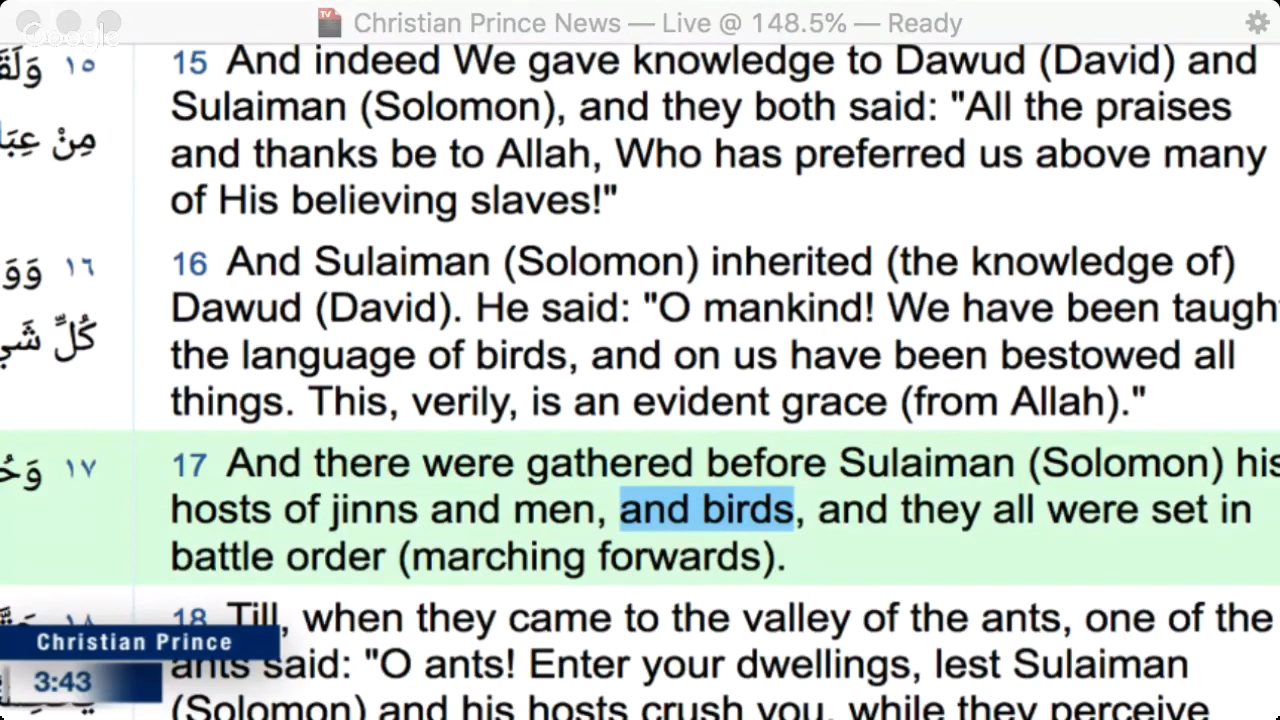 Christian Prince News — Live @ 148.5% — Ready
Google
15 And indeed We gave knowledge to Dawud (David) and
١٥
Sulaiman (Solomon), and they both said: "All the praises
and thanks be to Allah, Who has preferred us above many
مِنْ
of His believing slaves!"
16 And Sulaiman (Solomon) inherited (the knowledge of)
١٦
Dawud (David). He said: "O mankind! We have been taugh
كُلِّ
the language of birds, and on us have been bestowed all
things. This, verily, is an evident grace (from Allah)."
17 And there were gathered before Sulaiman (Solomon) his
١٧
hosts of jinns and men, and birds, and they all were set in
battle order (marching forwards).
18 Till, when they came to the valley of the ants, one of the
ants said: "O ants! Enter your dwellings, lest Sulaiman
(Solomon) and his hosts crush you, while they perceive
Christian Prince
3:43